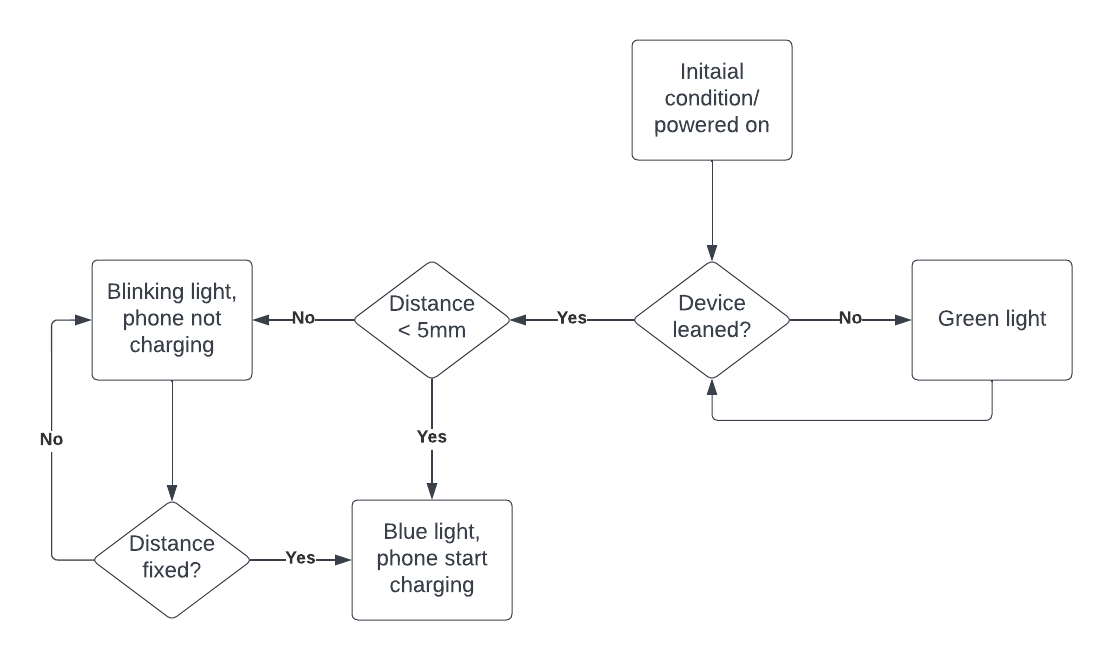 Initaial
condition/
powered on
Device
leaned?
No
Green light
Yes
Distance
< 5mm
No
Blinking light,
phone not
charging
Yes
Blue light,
phone start
charging
Distance
fixed?
Yes
No